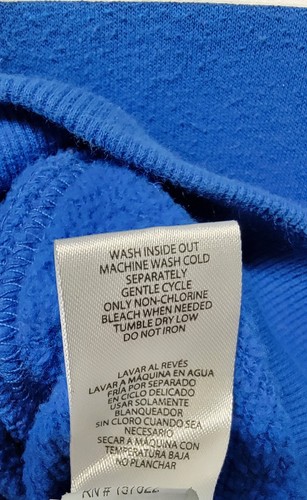 WASH INSIDE OUT
MACHINE WASH COLD
SEPARATELY
GENTLE CYCLE
ONLY NON-CHLORINE
BLEACH WHEN NEEDED
TUMBLE DRY LOW
DO NOT IRON
LAVAR AL REVÉS
LAVAR A MÁQUINA EN AGUA
FRÍA POR SEPARADO
EN CICLO DELICADO
USAR SOLAMENTE
BLANQUEADOR
SIN CLORO CUANDO SEA
NECESARIO
SECAR A MÁQUINA CON
TEMPERATURA BAJA
NO PLANCHAR
RN #